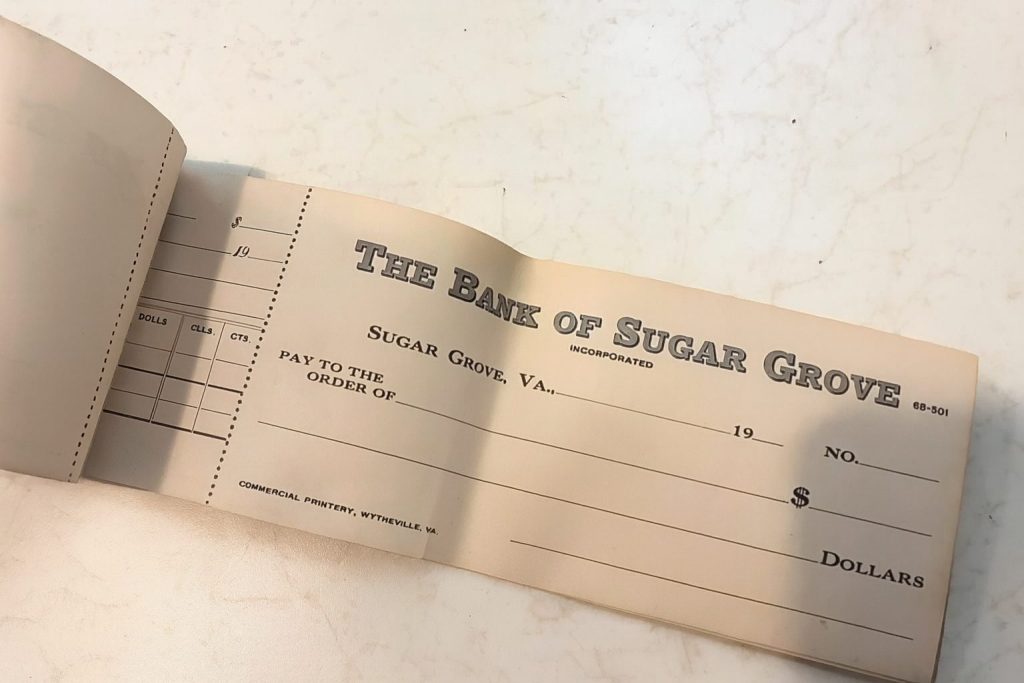 $
19
DOLLS CLLS. CTS.
THE BANK OF SUGAR GROVE
INCORPORATED
68-501
SUGAR GROVE, VA., 19 NO.
PAY TO THE
ORDER OF $
DOLLARS
COMMERCIAL PRINTERY, WYTHEVILLE, VA.